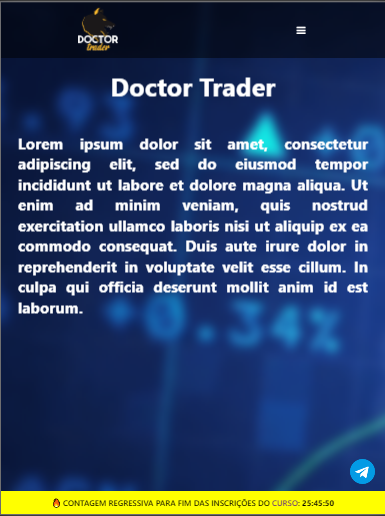 DOCTOR
trader
Doctor Trader
Lorem ipsum dolor sit amet, consectetur
adipiscing elit, sed do eiusmod tempor
incididunt ut labore et dolore magna aliqua. Ut
enim ad minim veniam, quis nostrud
exercitation ullamco laboris nisi ut aliquip ex ea
commodo consequat. Duis aute irure dolor in
reprehenderit in voluptate velit esse cillum. In
culpa qui officia deserunt mollit anim id est
laborum.
+0.34%
CONTAGEM REGRESSIVA PARA FIM DAS INSCRIÇÕES DO CURSO: 25:45:50